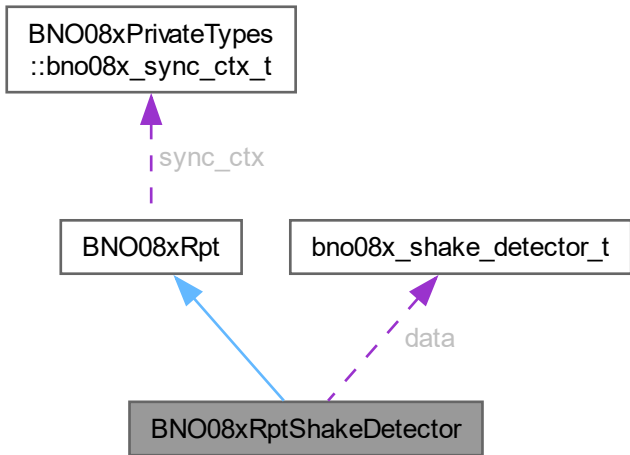 BNO08xPrivateTypes
::bno08x_sync_ctx_t
sync_ctx
BNO08xRpt
bno08x_shake_detector_t
data
BNO08xRptShakeDetector